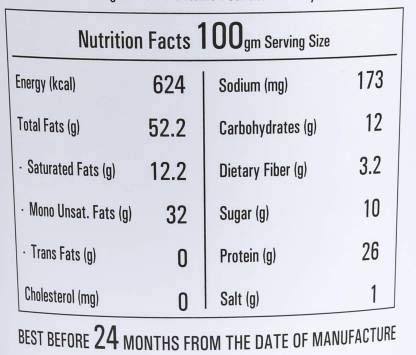 Nutrition Facts 100gm Serving Size
Energy (kcal) 624
Total Fats (g) 52.2
· Saturated Fats (g) 12.2
· Mono Unsat. Fats (g) 32
· Trans Fats (g) 0
Cholesterol (mg) 0
Sodium (mg) 173
Carbohydrates (g) 12
Dietary Fiber (g) 3.2
Sugar (g) 10
Protein (g) 26
Salt (g) 1
BEST BEFORE 24 MONTHS FROM THE DATE OF MANUFACTURE